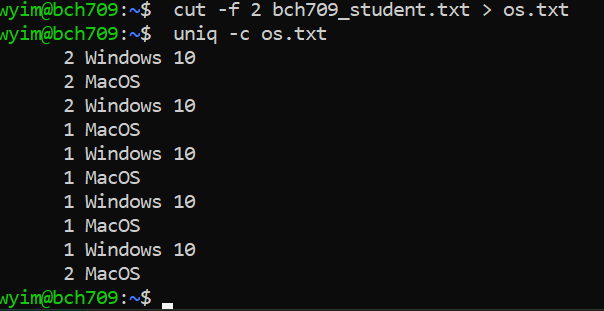 wyim@bch709:~$  cut -f 2 bch709_student.txt > os.txt
wyim@bch709:~$  uniq -c os.txt
      2 Windows 10
      2 MacOS
      2 Windows 10
      1 MacOS
      1 Windows 10
      1 MacOS
      1 Windows 10
      1 MacOS
      1 Windows 10
      2 MacOS
wyim@bch709:~$